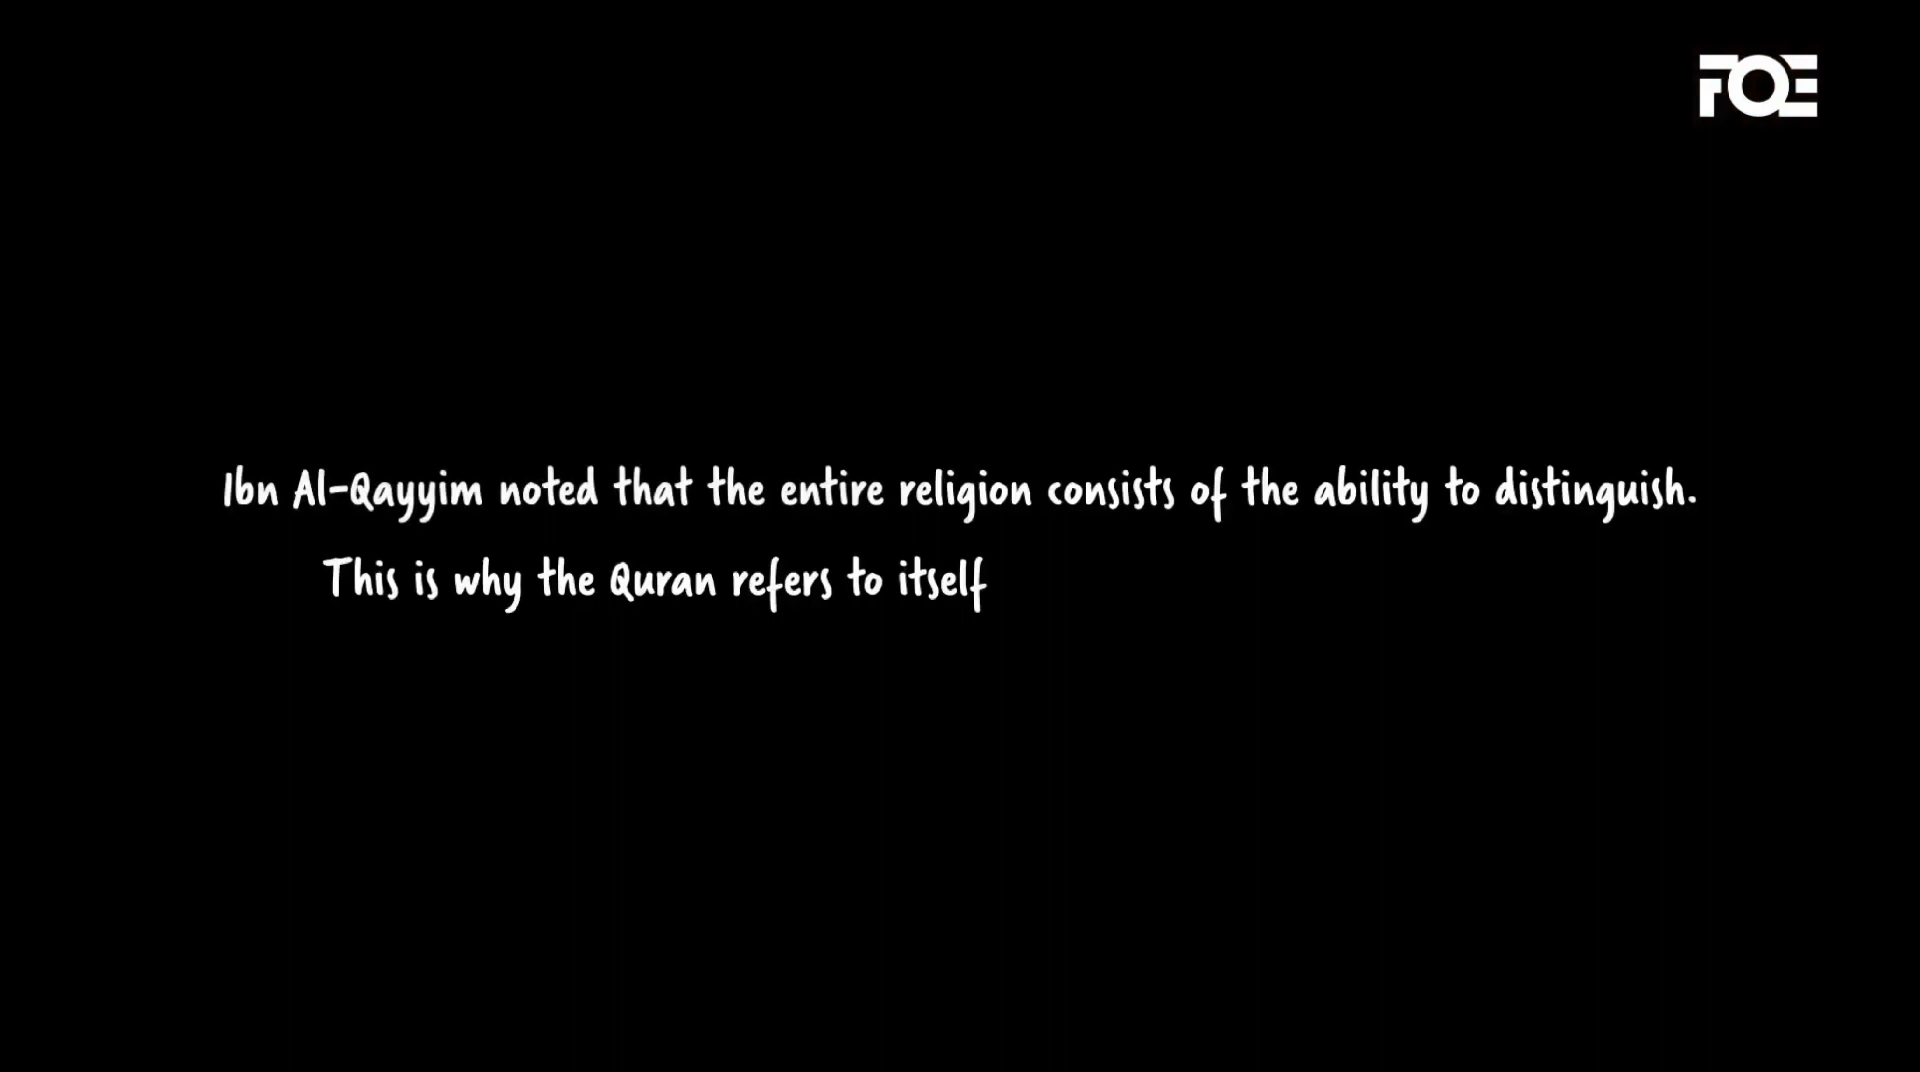 FOE
Ibn Al-Qayyim noted that the entire religion consists of the ability to distinguish.
This is why the Quran refers to itself